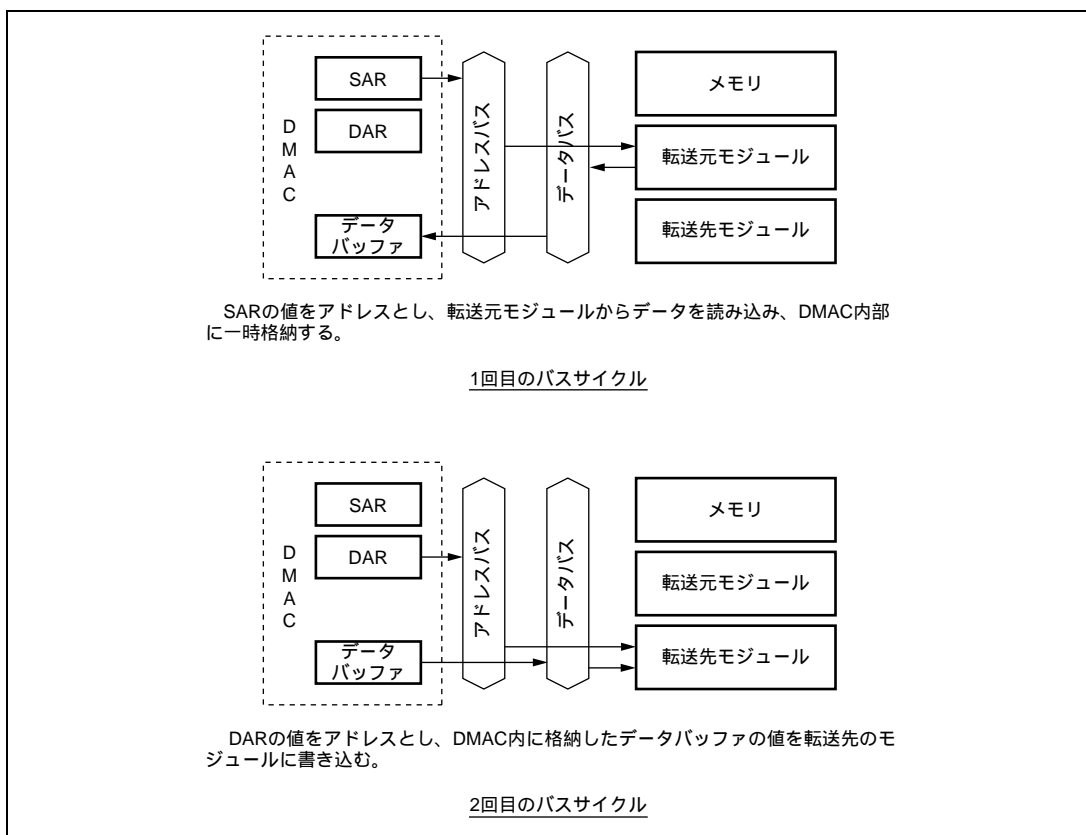 SAR
DAR
DMAC
データ
バッファ
アドレスバス
データバス
メモリ
転送元モジュール
転送先モジュール
SARの値をアドレスとし、転送元モジュールからデータを読み込み、DMAC内部
に一時格納する。
1回目のバスサイクル
SAR
DAR
DMAC
データ
バッファ
アドレスバス
データバス
メモリ
転送元モジュール
転送先モジュール
DARの値をアドレスとし、DMAC内に格納したデータバッファの値を転送先のモ
ジュールに書き込む。
2回目のバスサイクル